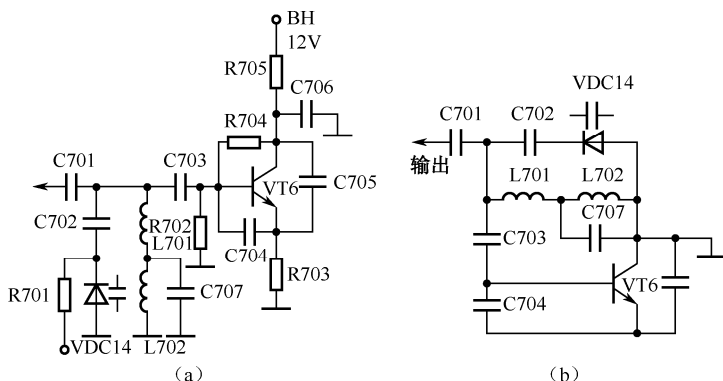 BH
12V
R705
C706
R704
C701
C703
VT6
C705
C702
R702
L701
C704
R701
C707
R703
VDC14
L702
(a)
VDC14
C701
C702
输出
L701
L702
C707
C703
C704
VT6
(b)